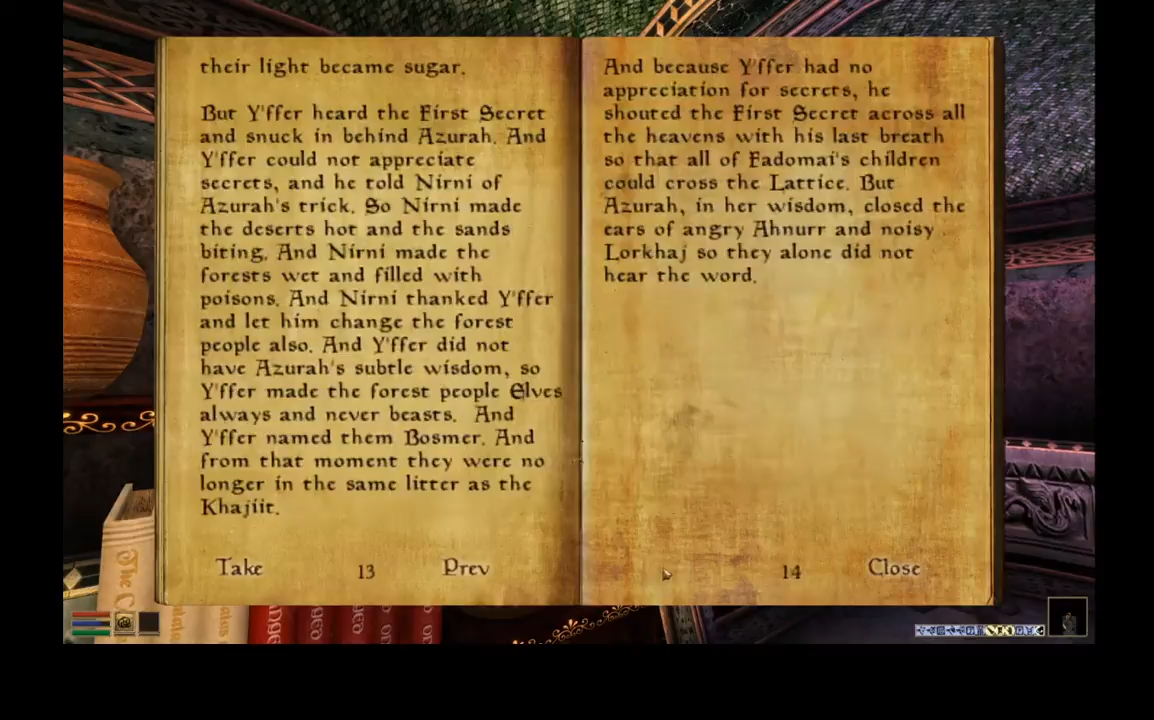 their light became sugar.
But Y'ffer heard the First Secret
and snuck in behind Azurah. And
Y'ffer could not appreciate
secrets, and he told Nirni of
Azurah's trick. So Nirni made
the deserts hot and the sands
biting. And Nirni made the
forests wet and filled with
poisons. And Nirni thanked Y'ffer
and let him change the forest
people also. And Y'ffer did not
have Azurah's subtle wisdom, so
Y'ffer made the forest people Elves
always and never beasts. And
Y'ffer named them Bosmer. And
from that moment they were no
longer in the same litter as the
Khajiit.
Take
13
Prev
And because Y'ffer had no
appreciation for secrets, he
shouted the First Secret across all
the heavens with his last breath
so that all of Fadomai's children
could cross the Lattice. But
Azurah, in her wisdom, closed the
ears of angry Ahnurr and noisy
Lorkhaj so they alone did not
hear the word.
14
Close